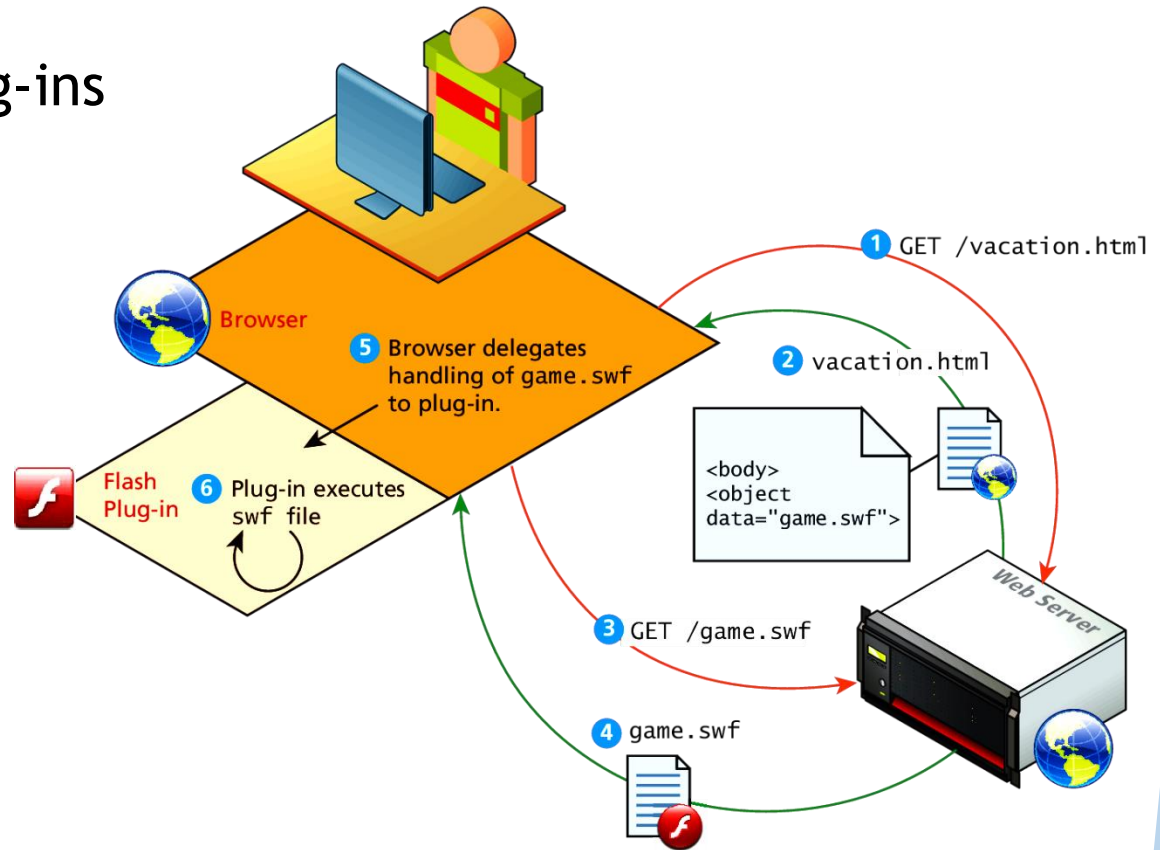 g-ins
1 GET /vacation.html
2 vacation.html
Browser
5 Browser delegates
handling of game.swf
to plug-in.
<body>
<object
data="game.swf">
Flash
Plug-in
6 Plug-in executes
swf file
Web Server
3 GET /game.swf
4 game.swf